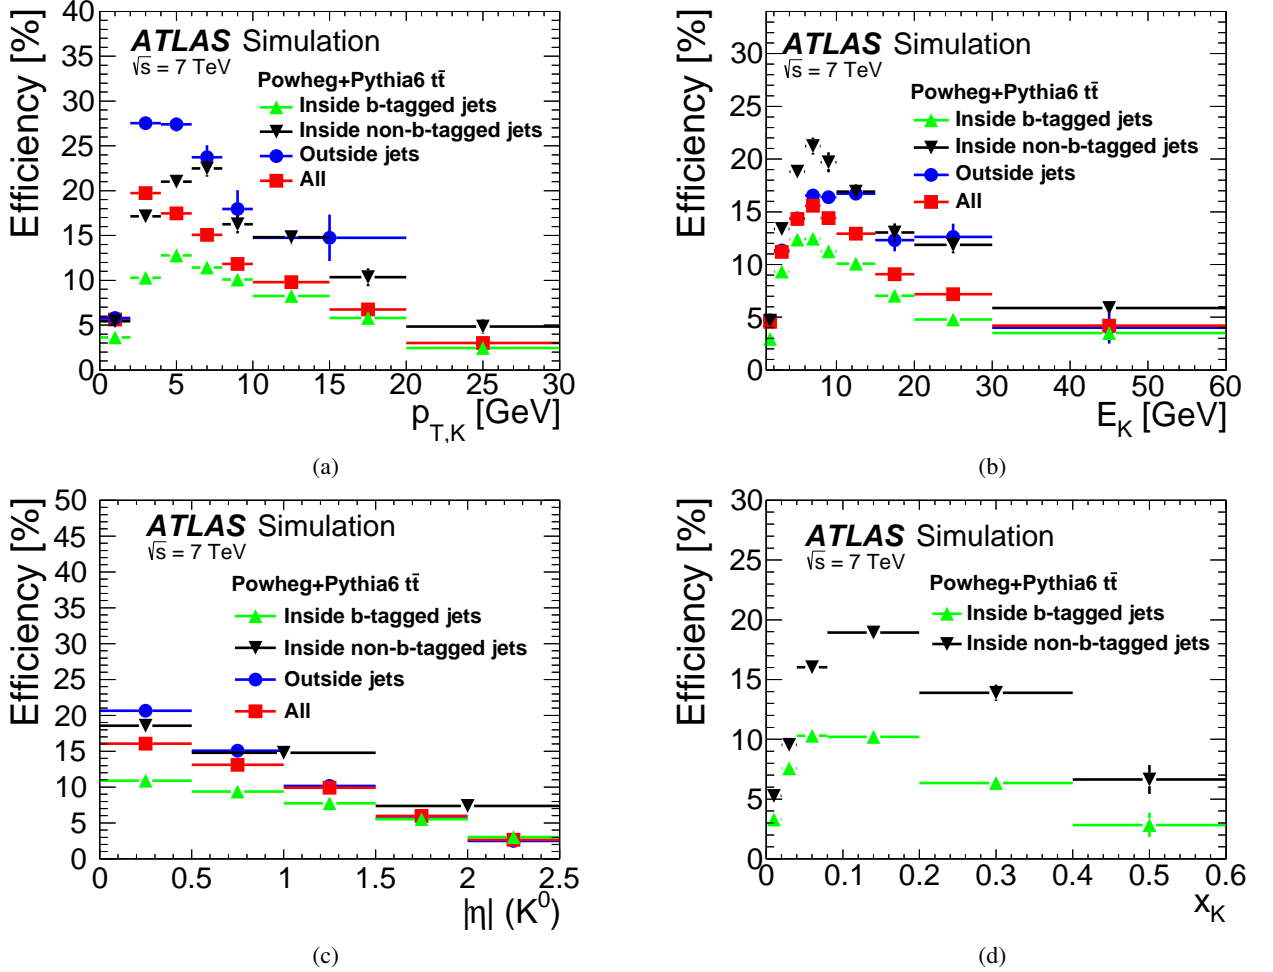 Efficiency [%]
40
35
30
25
20
15
10
5
0
ATLAS Simulation
√s = 7 TeV
Powheg+Pythia6 tt̄
Inside b-tagged jets
Inside non-b-tagged jets
Outside jets
All
0 5 10 15 20 25 30
p_T,K [GeV]
(a)
Efficiency [%]
30
25
20
15
10
5
0
ATLAS Simulation
√s = 7 TeV
Powheg+Pythia6 tt̄
Inside b-tagged jets
Inside non-b-tagged jets
Outside jets
All
10 20 30 40 50 60
E_K [GeV]
(b)
Efficiency [%]
50
45
40
35
30
25
20
15
10
5
0
ATLAS Simulation
√s = 7 TeV
Powheg+Pythia6 tt̄
Inside b-tagged jets
Inside non-b-tagged jets
Outside jets
All
0 0.5 1 1.5 2 2.5
|η| (K⁰)
(c)
Efficiency [%]
30
25
20
15
10
5
0
ATLAS Simulation
√s = 7 TeV
Powheg+Pythia6 tt̄
Inside b-tagged jets
Inside non-b-tagged jets
0 0.1 0.2 0.3 0.4 0.5 0.6
x_K
(d)